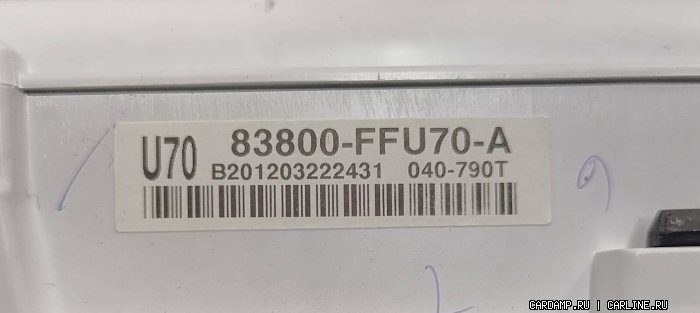 U70 83800-FFU70-A
B201203222431 040-790T
CARDAMP.RU | CARLINE.RU